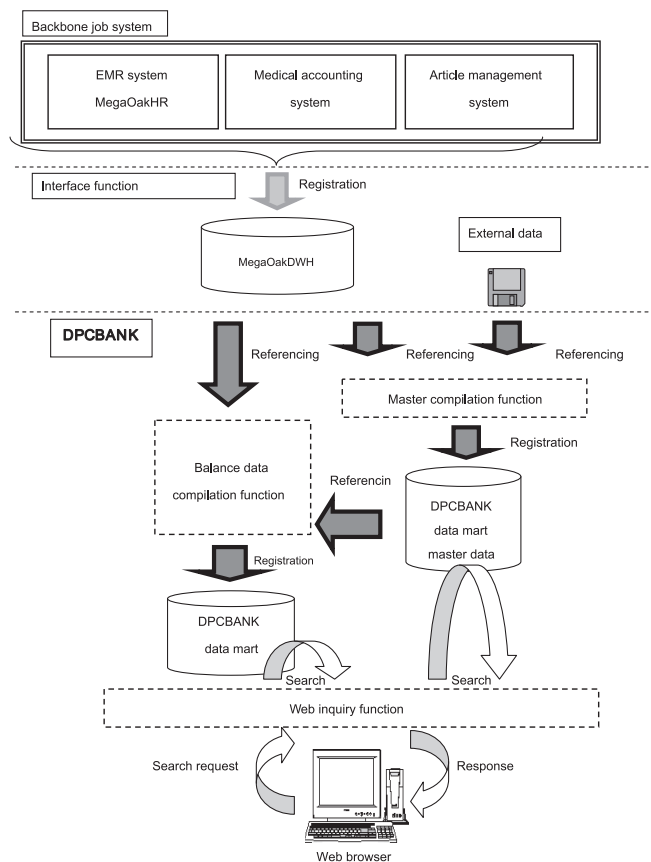 Backbone job system
EMR system
MegaOakHR
Medical accounting
system
Article management
system
Interface function
Registration
MegaOakDWH
External data
DPCBANK
Referencing
Referencing
Referencing
Master compilation function
Registration
Balance data
compilation function
Referencin
DPCBANK
data mart
master data
Registration
DPCBANK
data mart
Search
Search
Web inquiry function
Search request
Response
Web browser